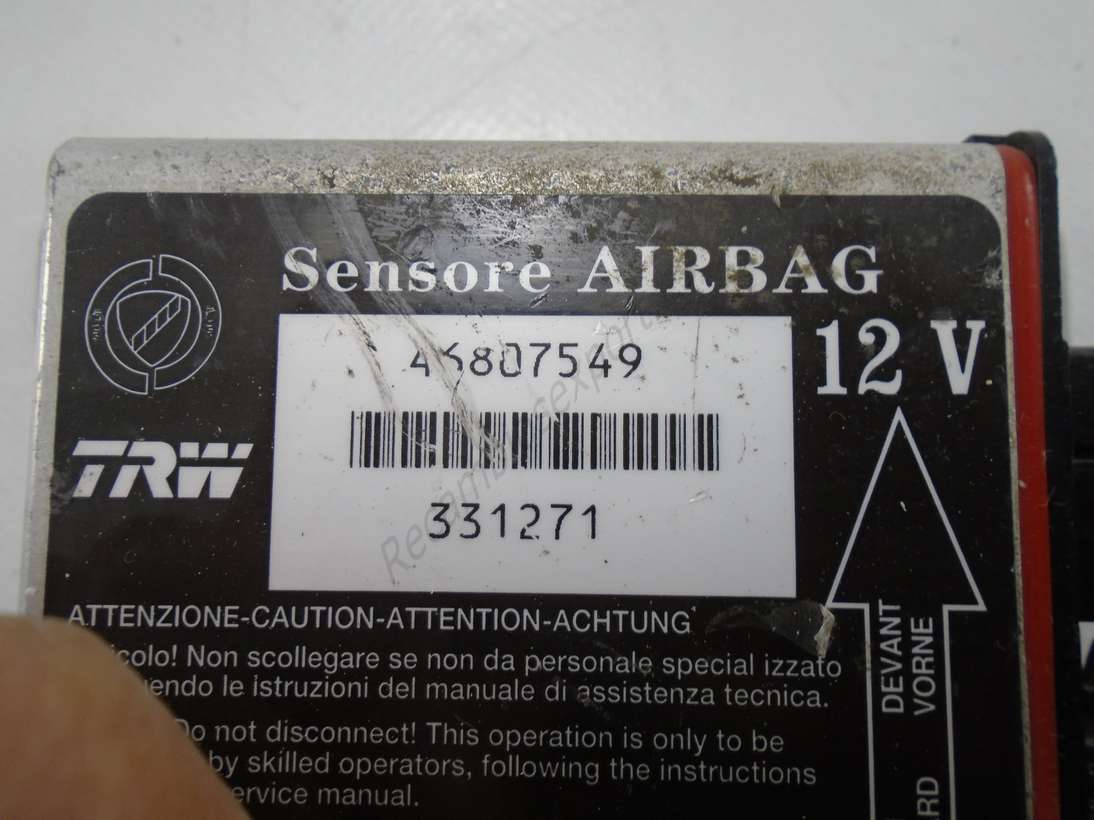 Sensore AIRBAG
46807549
12 V
TRW
331271
ATTENZIONE-CAUTION-ATTENTION-ACHTUNG
Non scollegare se non da personale special izzato
le istruzioni del manuale di assistenza tecnica.
Do not disconnect! This operation is only to be
by skilled operators, following the instructions
manual.
DEVANT
VORNE